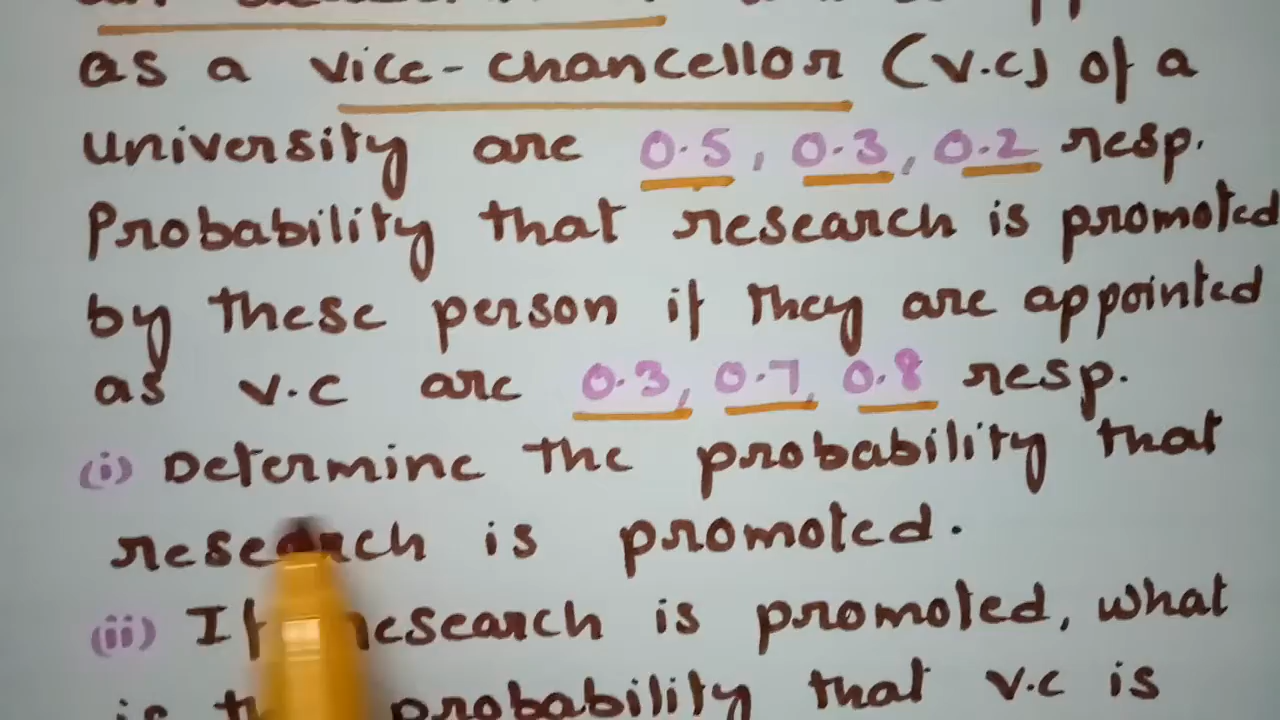 as a vice-chancellor (v.c) of a
university are 0.5, 0.3, 0.2 resp.
Probability that research is promoted
by these person if they are appointed
as v.c are 0.3, 0.7, 0.8 resp.
(i) Determine the probability that
research is promoted.
(ii) If research is promoted, what
probability that v.c is